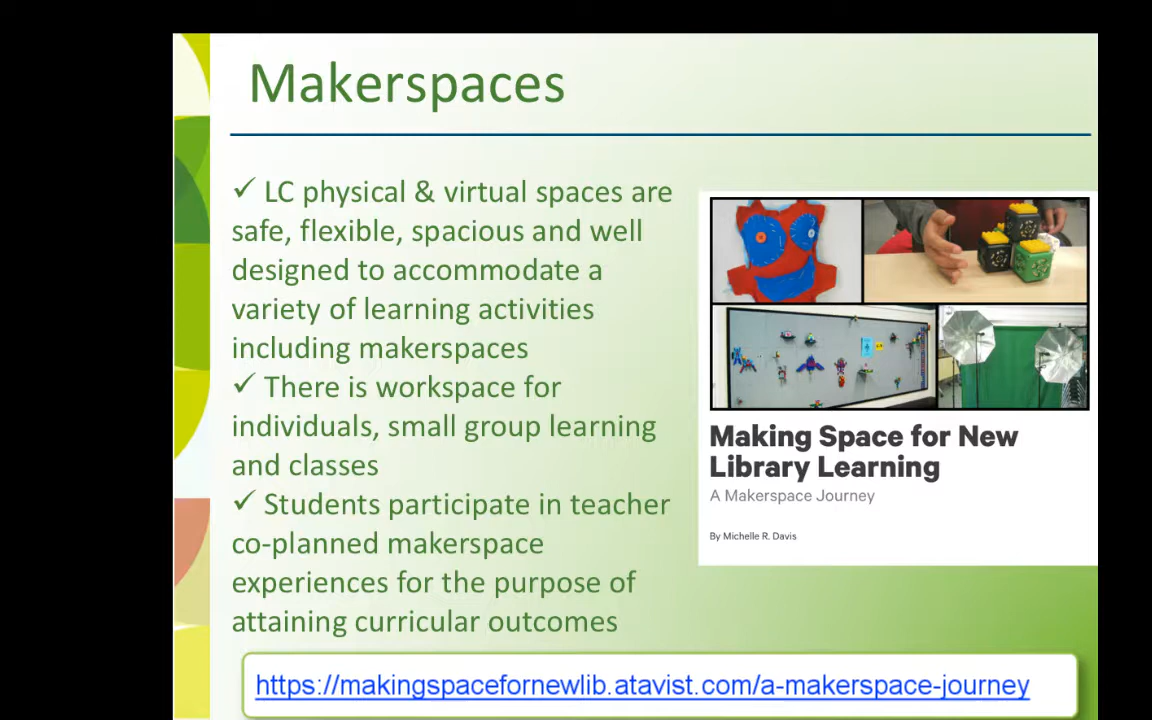 Makerspaces
✓ LC physical & virtual spaces are
safe, flexible, spacious and well
designed to accommodate a
variety of learning activities
including makerspaces
✓ There is workspace for
individuals, small group learning
and classes
✓ Students participate in teacher
co-planned makerspace
experiences for the purpose of
attaining curricular outcomes
Making Space for New
Library Learning
A Makerspace Journey
By Michelle R. Davis
https://makingspacefornewlib.atavist.com/a-makerspace-journey